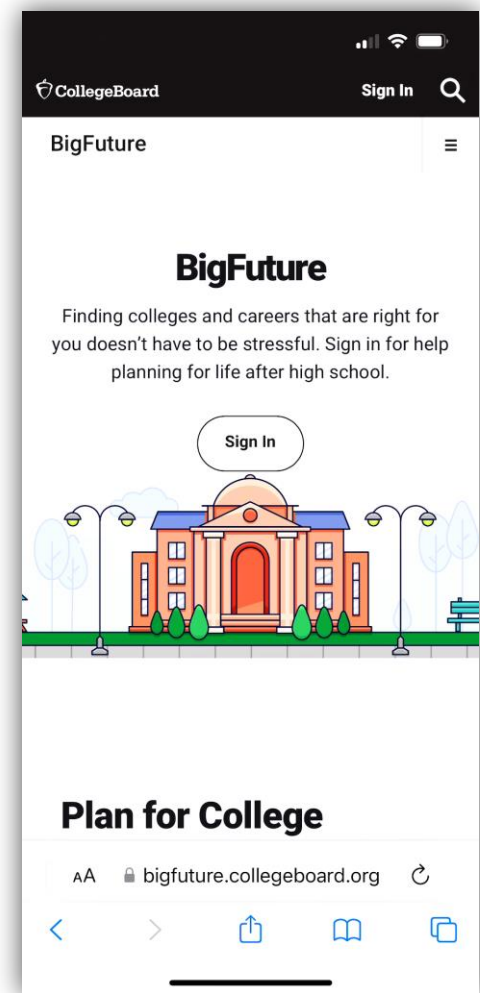 CollegeBoard
Sign In
BigFuture
BigFuture
Finding colleges and careers that are right for
you doesn’t have to be stressful. Sign in for help
planning for life after high school.
Sign In
Plan for College
AA bigfuture.collegeboard.org